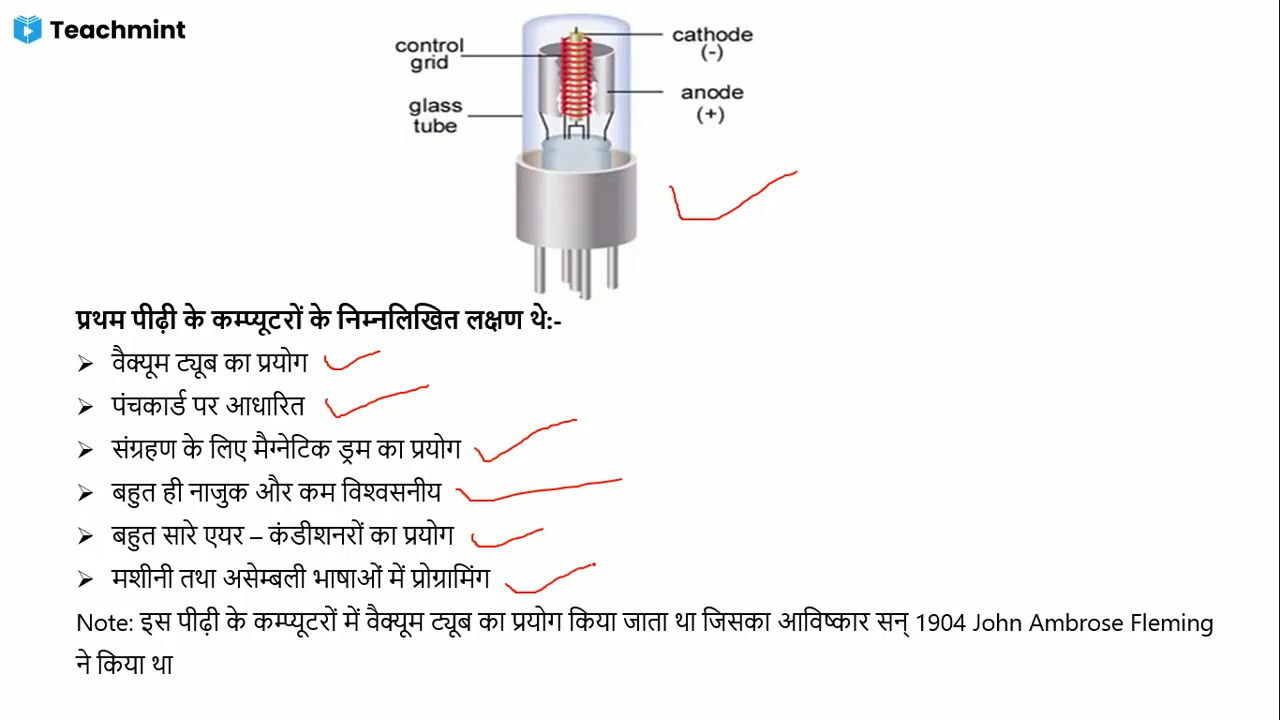 Teachmint
control
grid
cathode
(-)
glass
tube
anode
(+)
प्रथम पीढ़ी के कम्प्यूटरों के निम्नलिखित लक्षण थे:-
➢ वैक्यूम ट्यूब का प्रयोग
➢ पंचकार्ड पर आधारित
➢ संग्रहण के लिए मैग्नेटिक ड्रम का प्रयोग
➢ बहुत ही नाजुक और कम विश्वसनीय
➢ बहुत सारे एयर – कंडीशनरों का प्रयोग
➢ मशीनी तथा असेम्बली भाषाओं में प्रोग्रामिंग
Note: इस पीढ़ी के कम्प्यूटरों में वैक्यूम ट्यूब का प्रयोग किया जाता था जिसका आविष्कार सन् 1904 John Ambrose Fleming
ने किया था